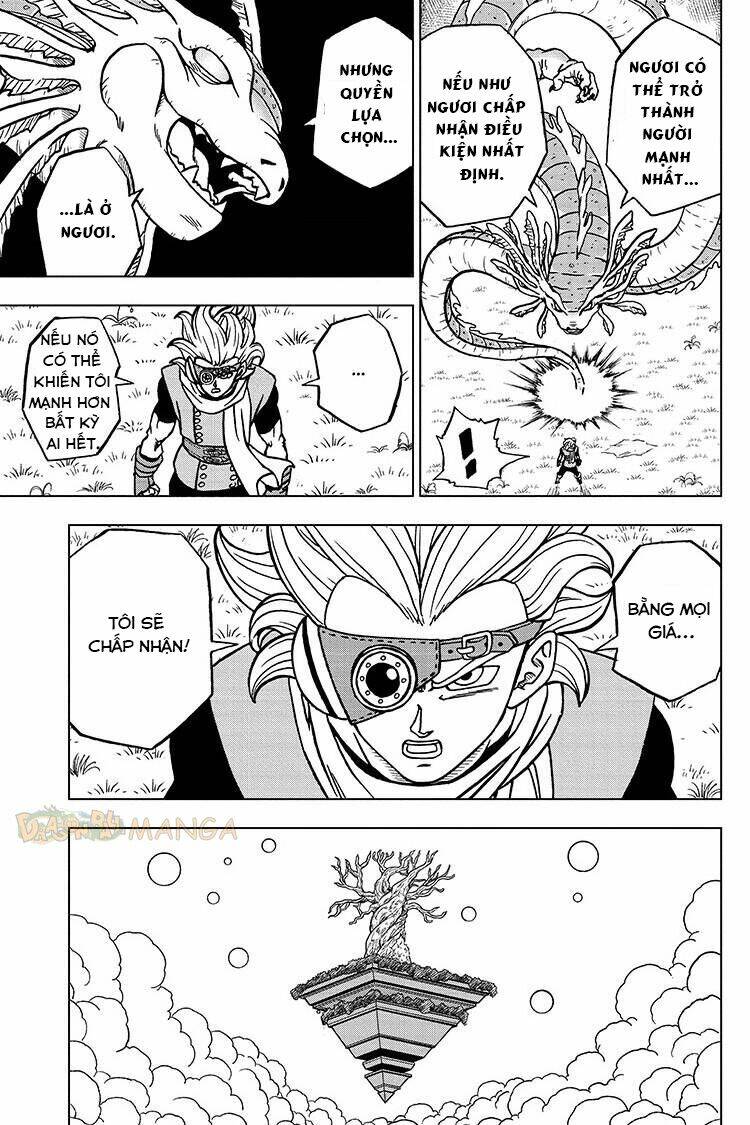 NGƯƠI CÓ
THỂ TRỞ
THÀNH
NGƯỜI
MẠNH
NHẤT...
NẾU NHƯ
NGƯƠI CHẤP
NHẬN ĐIỀU
KIỆN NHẤT
ĐỊNH.
NHƯNG
QUYỀN
LỰA
CHỌN...
...LÀ Ở
NGƯƠI.
!
...
NẾU NÓ
CÓ THỂ
KHIẾN TÔI
MẠNH HƠN
BẤT KỲ
AI HẾT.
BẰNG MỌI
GIÁ...
TÔI SẼ
CHẤP NHẬN!
DRAGON BALL MANGA